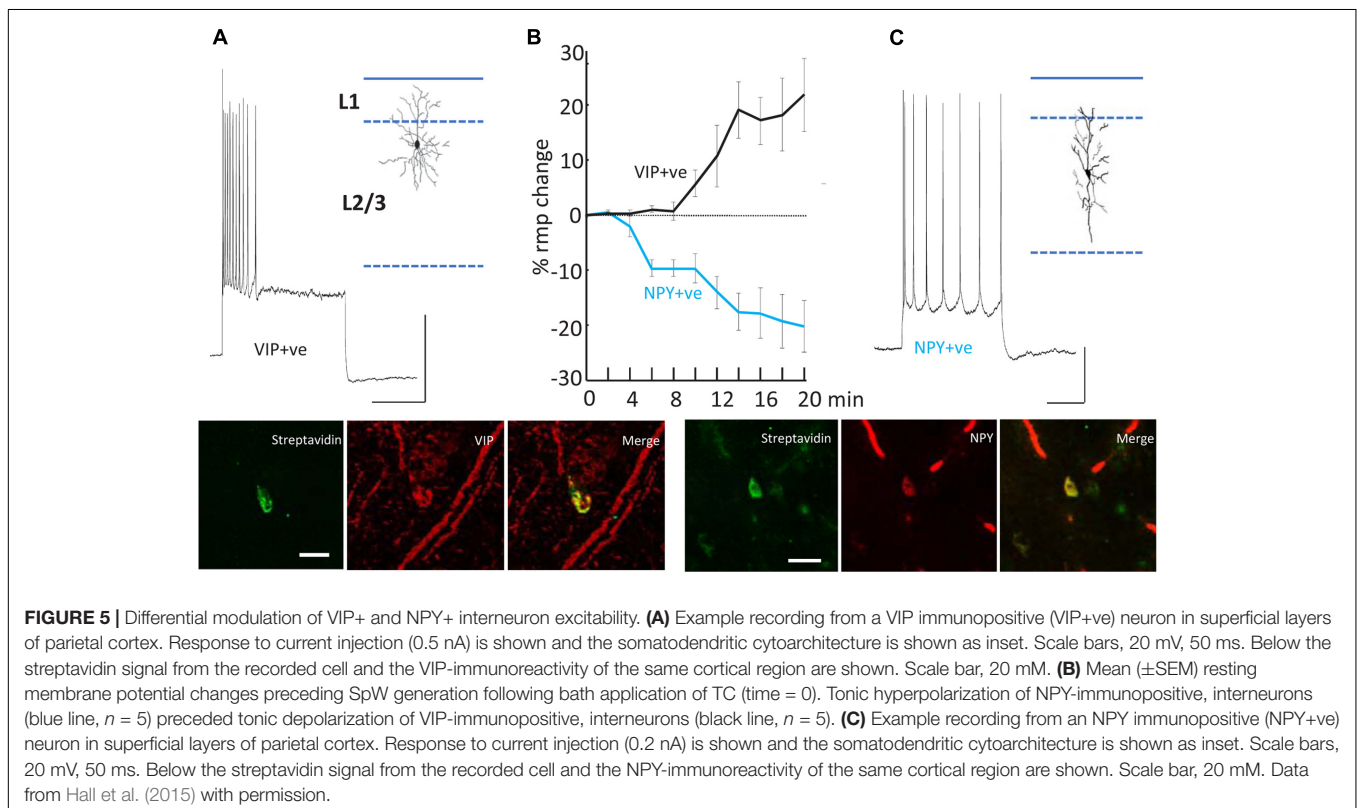 A
B
C
L1
L2/3
VIP+ve
30
20
10
0
-10
-20
-30
% rmp change
VIP+ve
NPY+ve
0 4 8 12 16 20 min
NPY+ve
Streptavidin
VIP
Merge
Streptavidin
NPY
Merge
FIGURE 5 | Differential modulation of VIP+ and NPY+ interneuron excitability. (A) Example recording from a VIP immunopositive (VIP+ve) neuron in superficial layers
of parietal cortex. Response to current injection (0.5 nA) is shown and the somatodendritic cytoarchitecture is shown as inset. Scale bars, 20 mV, 50 ms. Below the
streptavidin signal from the recorded cell and the VIP-immunoreactivity of the same cortical region are shown. Scale bar, 20 mM. (B) Mean (±SEM) resting
membrane potential changes preceding SpW generation following bath application of TC (time = 0). Tonic hyperpolarization of NPY-immunopositive, interneurons
(blue line, n = 5) preceded tonic depolarization of VIP-immunopositive, interneurons (black line, n = 5). (C) Example recording from an NPY immunopositive (NPY+ve)
neuron in superficial layers of parietal cortex. Response to current injection (0.2 nA) is shown and the somatodendritic cytoarchitecture is shown as inset. Scale bars,
20 mV, 50 ms. Below the streptavidin signal from the recorded cell and the NPY-immunoreactivity of the same cortical region are shown. Scale bar, 20 mM. Data
from Hall et al. (2015) with permission.